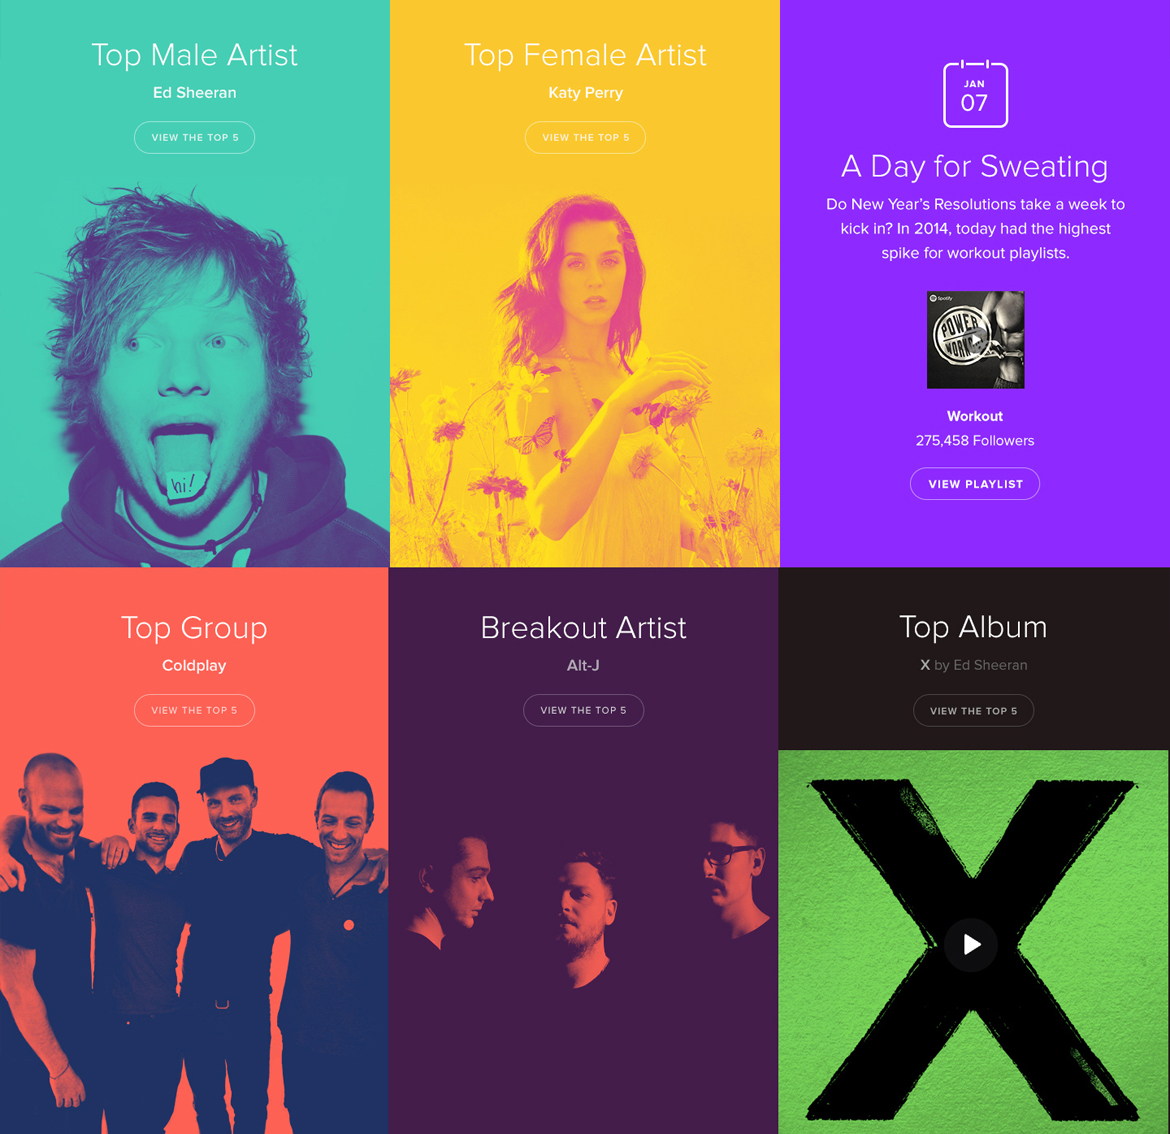 Top Male Artist
Ed Sheeran
VIEW THE TOP 5
hi!
Top Female Artist
Katy Perry
VIEW THE TOP 5
JAN
07
A Day for Sweating
Do New Year’s Resolutions take a week to
kick in? In 2014, today had the highest
spike for workout playlists.
Spotify
POWER
WORKOUT
Workout
275,458 Followers
VIEW PLAYLIST
Top Group
Coldplay
VIEW THE TOP 5
Breakout Artist
Alt-J
VIEW THE TOP 5
Top Album
X by Ed Sheeran
VIEW THE TOP 5
X